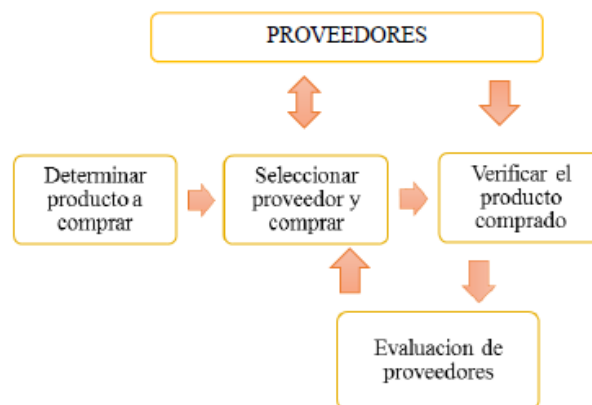 PROVEEDORES
Determinar
producto a
comprar
Seleccionar
proveedor y
comprar
Verificar el
producto
comprado
Evaluacion de
proveedores